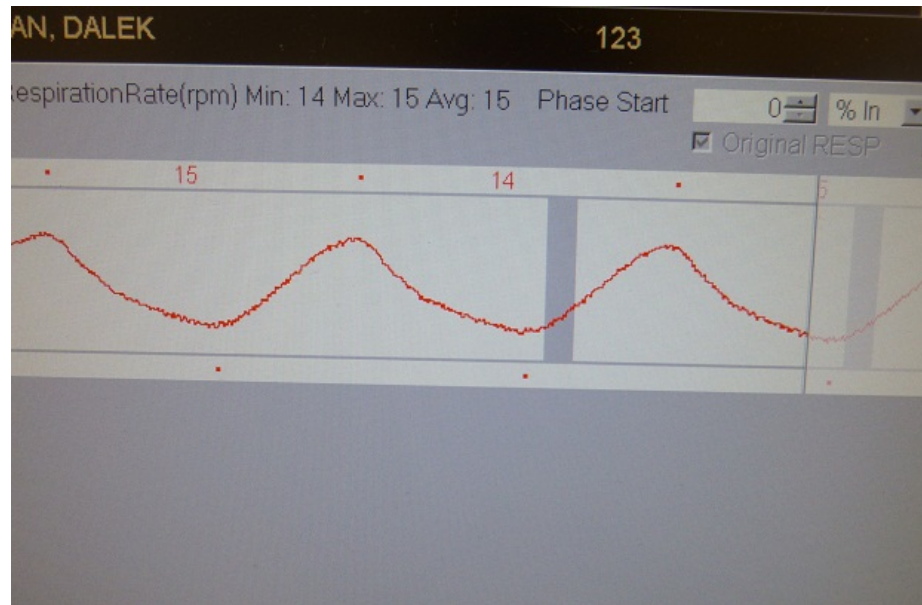 AN, DALEK 123
espirationRate(rpm) Min: 14 Max: 15 Avg: 15 Phase Start 0 % In
Original RESP
15 14 5